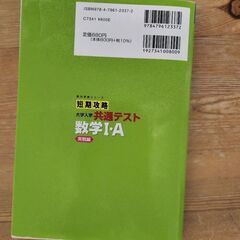 ISBN978-4-7961-2337-2
C7341 ¥800E
定価880円
(本体800円+税10%)
9784796123372
1927341008009
短期攻略
大学入学 共通テスト
数学I・A
実戦編